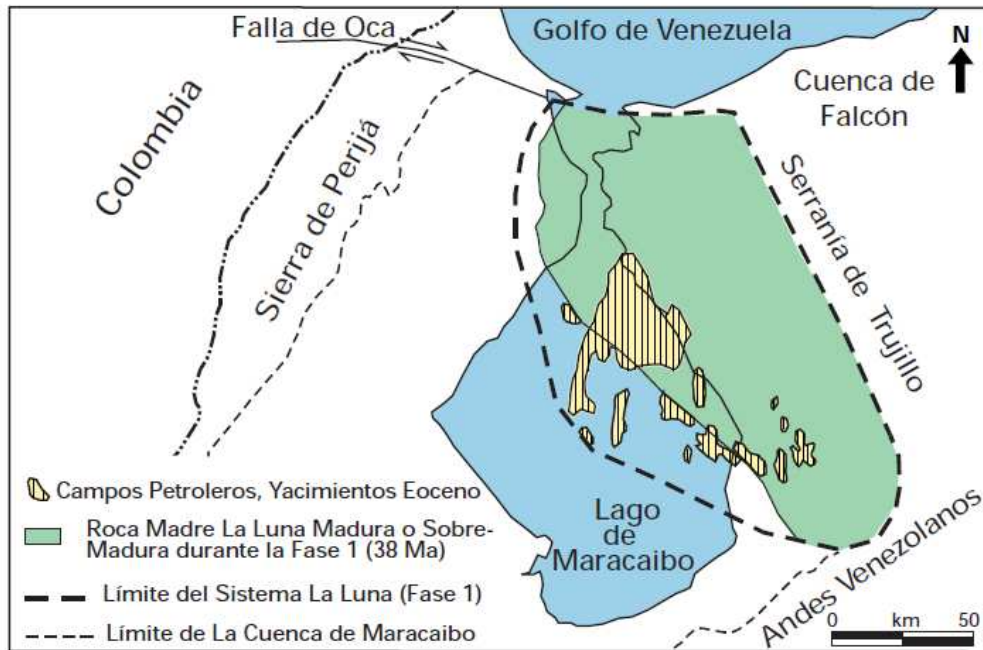 Falla de Oca
Golfo de Venezuela
N
Cuenca de
Falcón
Colombia
Sierra de Perijá
Serranía de Trujillo
Campos Petroleros, Yacimientos Eoceno
Roca Madre La Luna Madura o Sobre-
Madura durante la Fase 1 (38 Ma)
Límite del Sistema La Luna (Fase 1)
Límite de La Cuenca de Maracaibo
Lago
de
Maracaibo
Andes Venezolanos
0 km 50